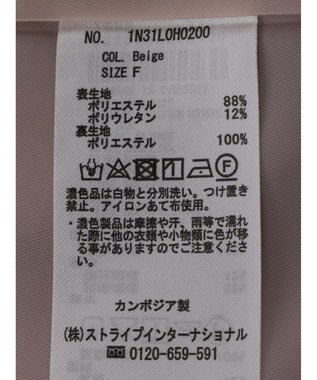 NO. 1N31L0H0200
COL. Beige
SIZE F
表生地
ポリエステル 88%
ポリウレタン 12%
裏生地
ポリエステル 100%
濃色品は白物と分別洗い。つけ置き
禁止。アイロンあて布使用。
・濃色製品は摩擦や汗、雨等で濡れ
た際に他の衣類や小物類に色が移
る事がありますのでご注意くださ
い。
カンボジア製
(株)ストライプインターナショナル
0120-659-591